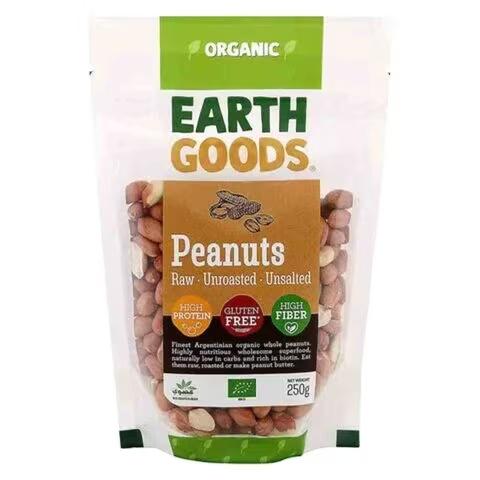 ORGANIC
EARTH
GOODS®
Peanuts
Raw · Unroasted · Unsalted
HIGH
PROTEIN
GLUTEN
FREE*
HIGH
FIBER
Finest Argentinian organic whole peanuts.
Highly nutritious wholesome superfood,
naturally low in carbs and rich in biotin. Eat
them raw, roasted or make peanut butter.
عضوي
NET WEIGHT
250g